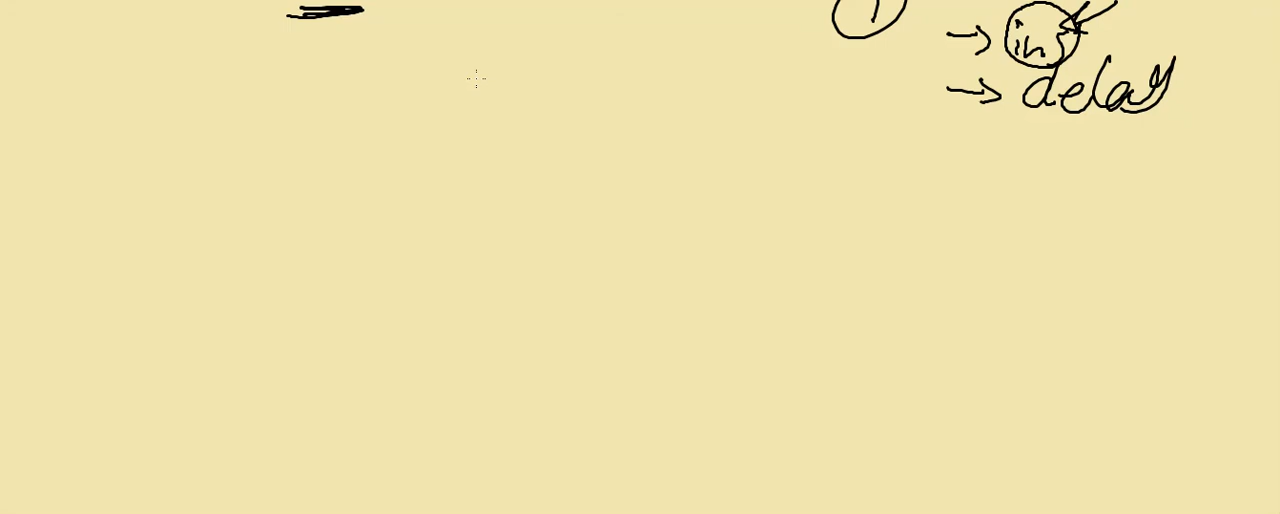 → in
→ delay